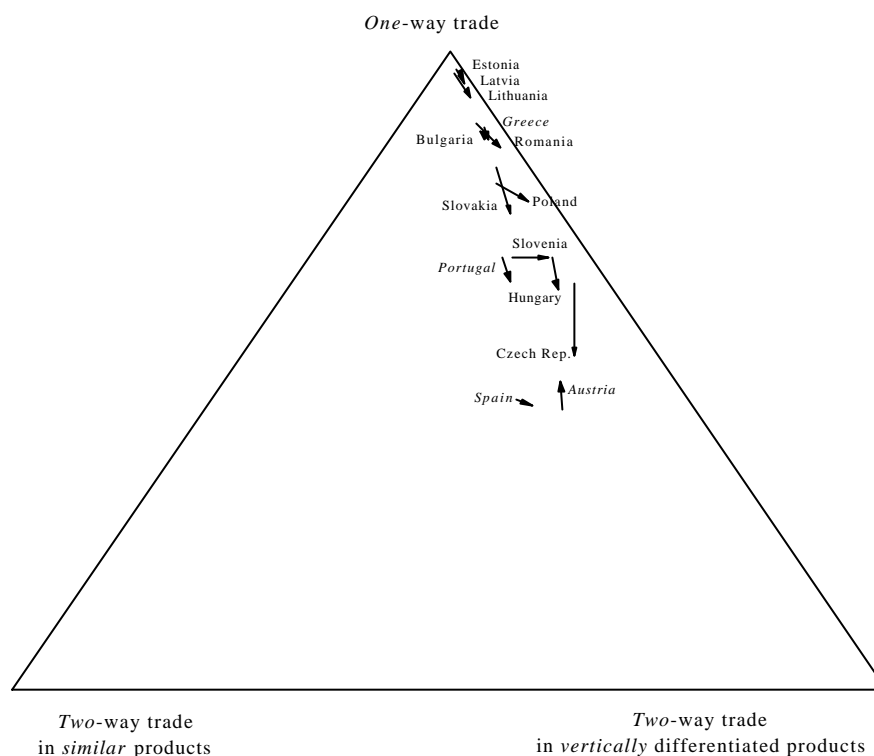 One-way trade
Estonia
Latvia
Lithuania
Greece
Bulgaria
Romania
Slovakia
Poland
Slovenia
Portugal
Hungary
Czech Rep.
Spain
Austria
Two-way trade
in similar products
Two-way trade
in vertically differentiated products